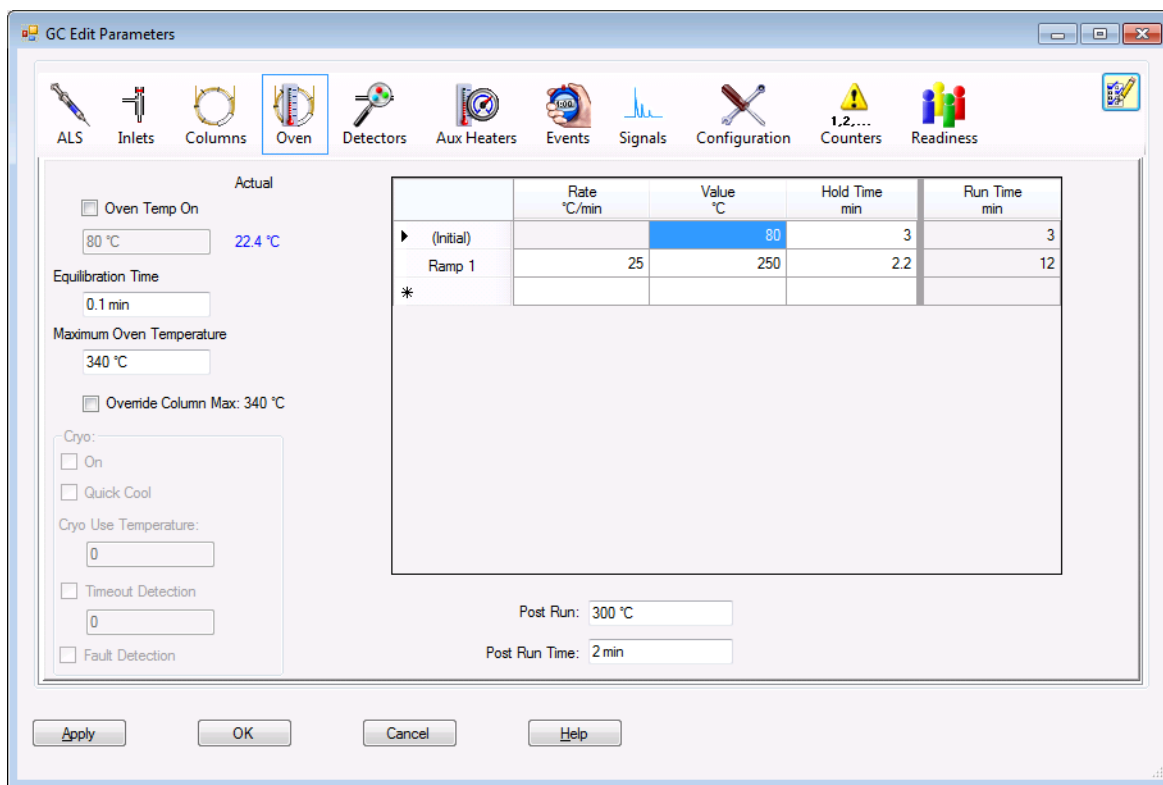 GC Edit Parameters
1:00
1,2,...
ALS Inlets Columns Oven Detectors Aux Heaters Events Signals Configuration Counters Readiness
Actual
Oven Temp On
80 °C 22.4 °C
Equilibration Time
0.1 min
Maximum Oven Temperature
340 °C
Override Column Max: 340 °C
Cryo:
On
Quick Cool
Cryo Use Temperature:
0
Timeout Detection
0
Fault Detection
Rate Value Hold Time Run Time
°C/min °C min min
(Initial) 80 3 3
Ramp 1 25 250 2.2 12
Post Run: 300 °C
Post Run Time: 2 min
Apply OK Cancel Help